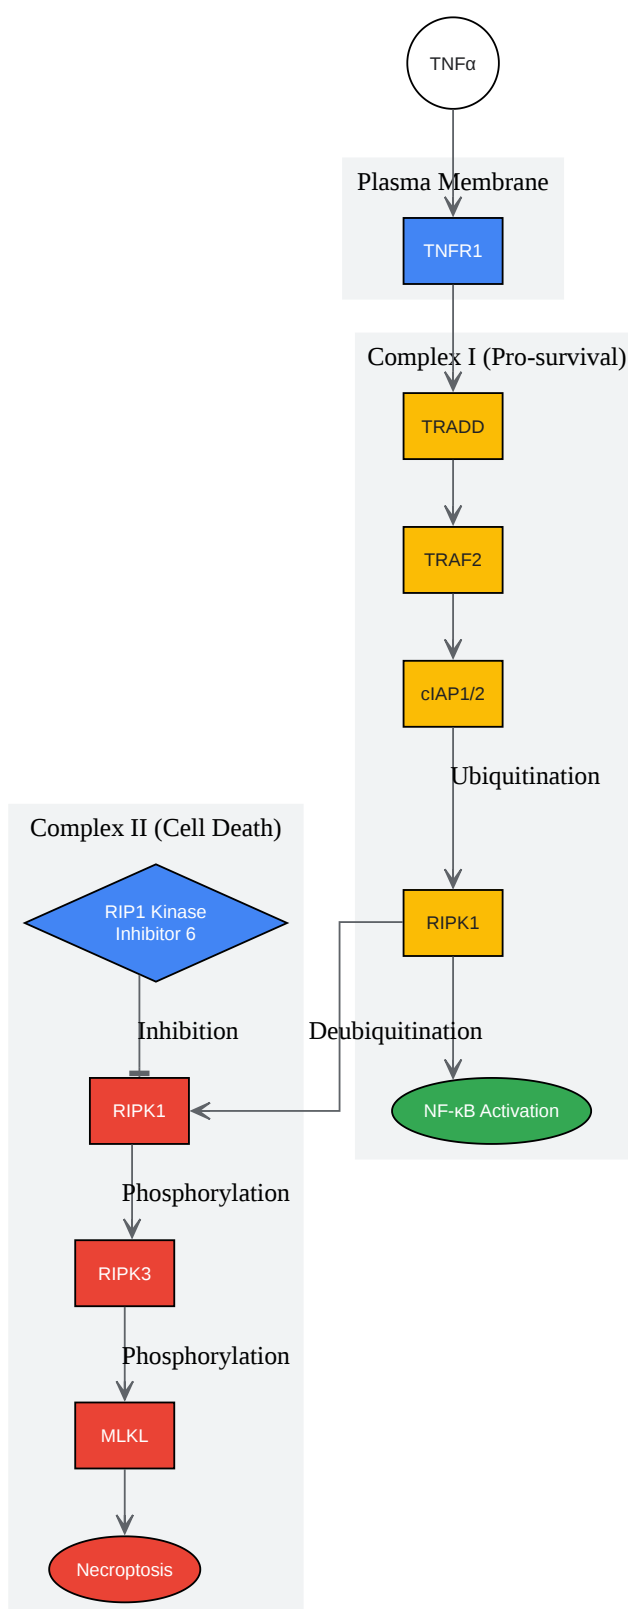 TNFα
Plasma Membrane
TNFR1
Complex I (Pro-survival)
TRADD
TRAF2
cIAP1/2
Ubiquitination
Complex II (Cell Death)
RIP1 Kinase
Inhibitor 6
RIPK1
Inhibition
Deubiquitination
RIPK1
NF-κB Activation
Phosphorylation
RIPK3
Phosphorylation
MLKL
Necroptosis